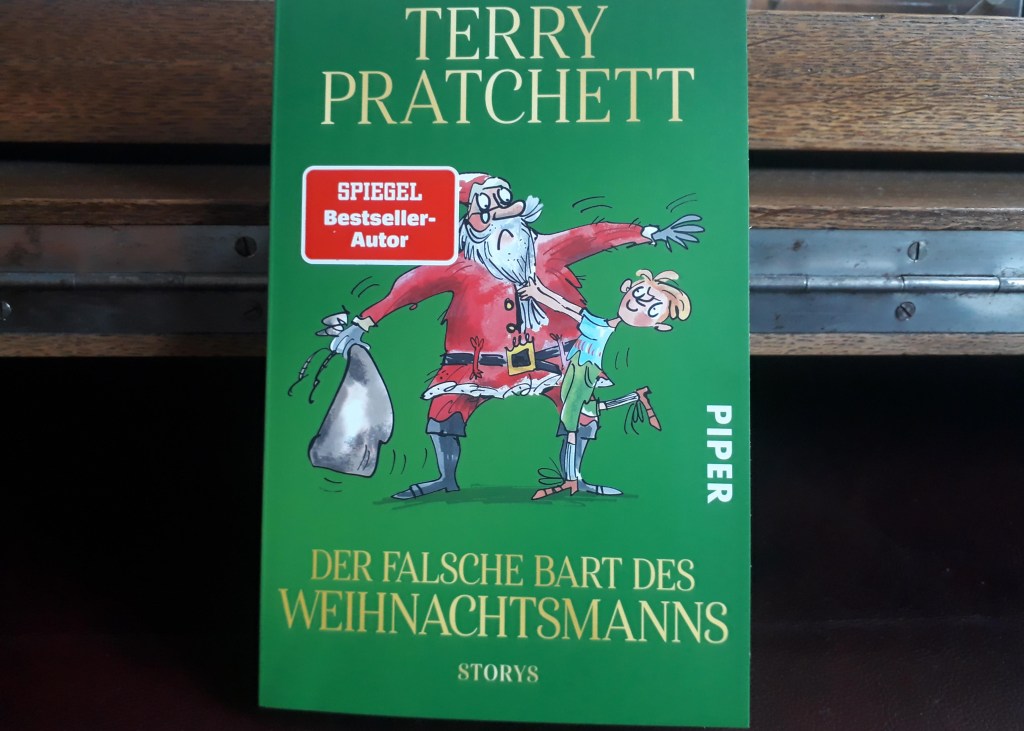 TERRY
PRATCHETT
SPIEGEL
Bestseller-
Autor
PIPER
DER FALSCHE BART DES
WEIHNACHTSMANNS
STORYS